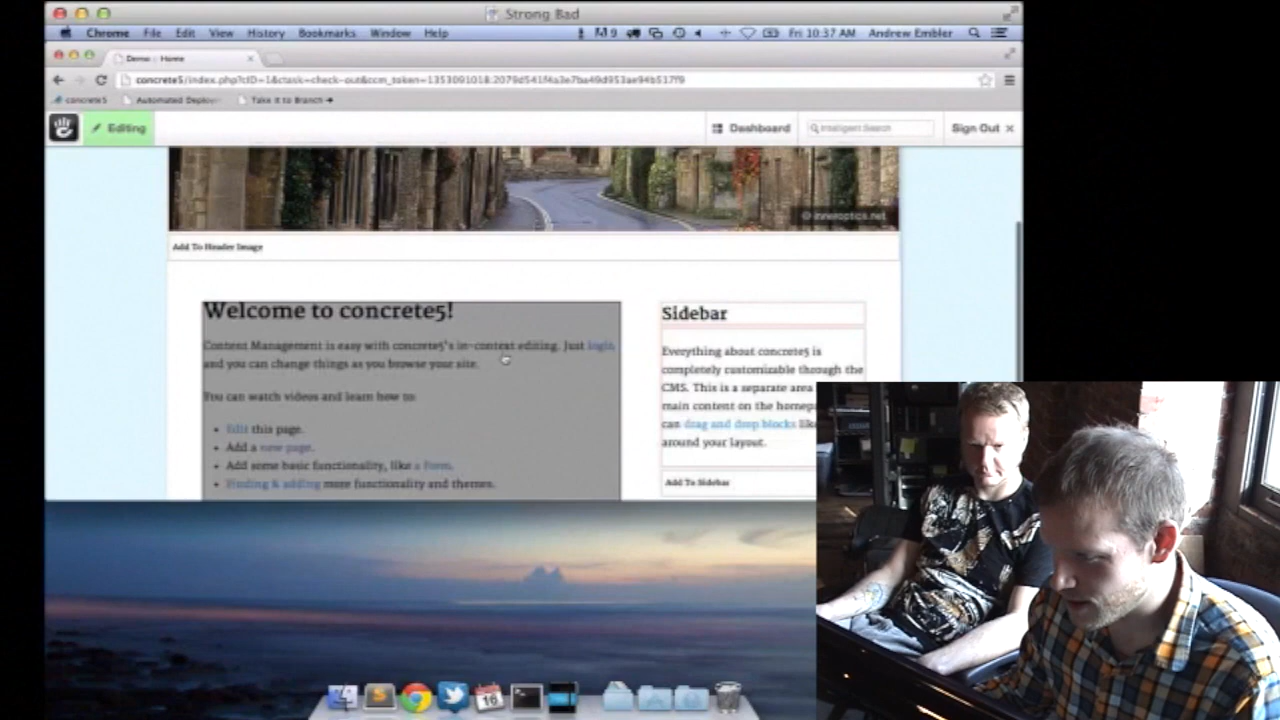 Strong Bad
Chrome File Edit View History Bookmarks Window Help
9
Fri 10:37 AM Andrew Embler
Demo :: Home
concrete5/index.php?cID=1&ctask=check-out&ccm_token=1353091018:2079d541f4a3e7ba49d953ae94b517f9
concrete5 Automated Deploy Take it to Branch
Editing
Dashboard
Intelligent Search
Sign Out ×
© inneroptics.net
Add To Header Image
Welcome to concrete5!
Content Management is easy with concrete5's in-context editing. Just login
and you can change things as you browse your site.
You can watch videos and learn how to:
• Edit this page.
• Add a new page.
• Add some basic functionality, like a Form.
• Finding & adding more functionality and themes.
Sidebar
Everything about concrete5 is
completely customizable through the
CMS. This is a separate area
main content on the homep
can drag and drop blocks lik
around your layout.
Add To Sidebar
16